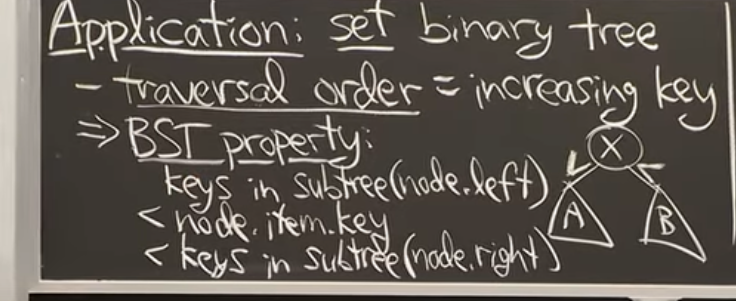 Application: set binary tree
- traversal order = increasing key
⇒ BST property:
keys in subtree(node.left)
< node.item.key
< keys in subtree(node.right)
X
A B